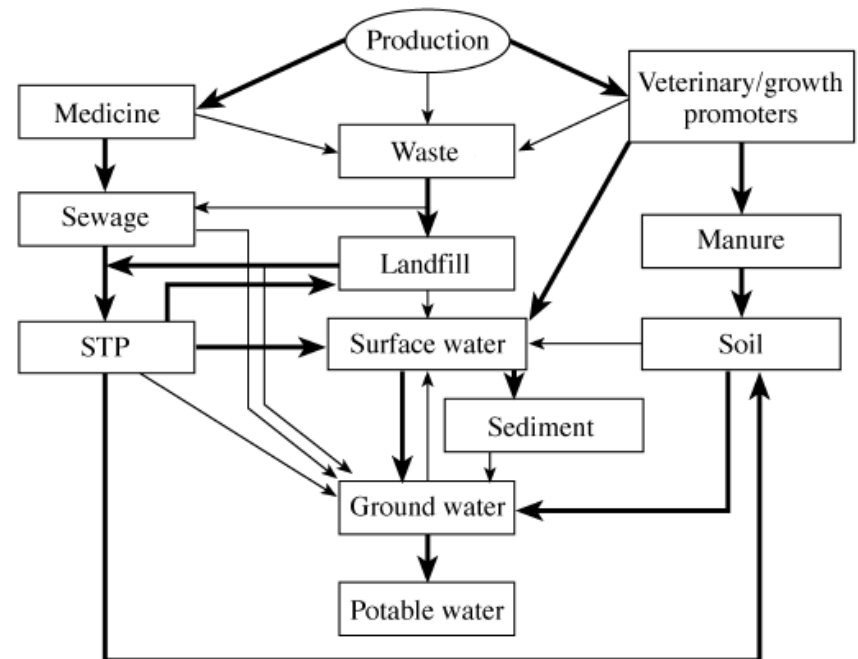 Production
Veterinary/growth
promoters
Medicine
Waste
Sewage
Manure
Landfill
STP
Surface water
Soil
Sediment
Ground water
Potable water